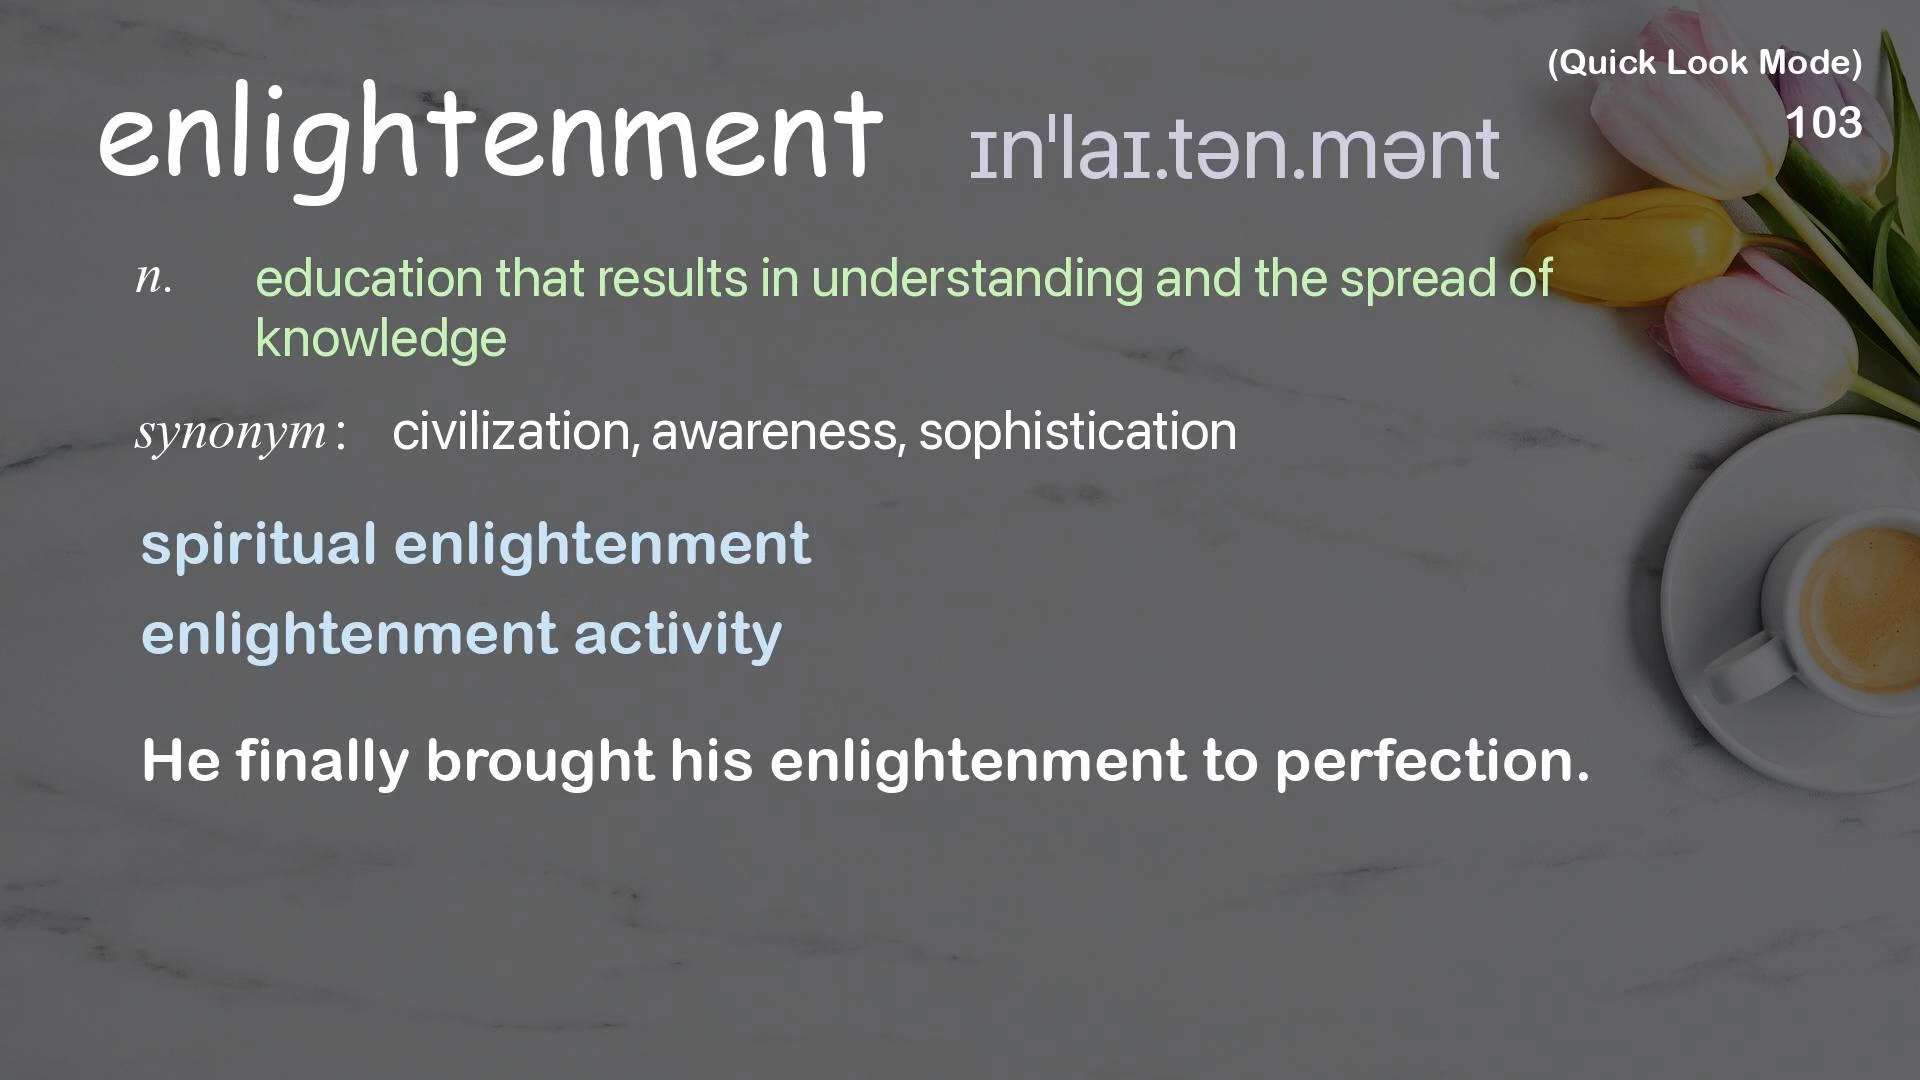 (Quick Look Mode)
103
enlightenment ɪnˈlaɪ.tən.mənt
n. education that results in understanding and the spread of
knowledge
synonym: civilization, awareness, sophistication
spiritual enlightenment
enlightenment activity
He finally brought his enlightenment to perfection.